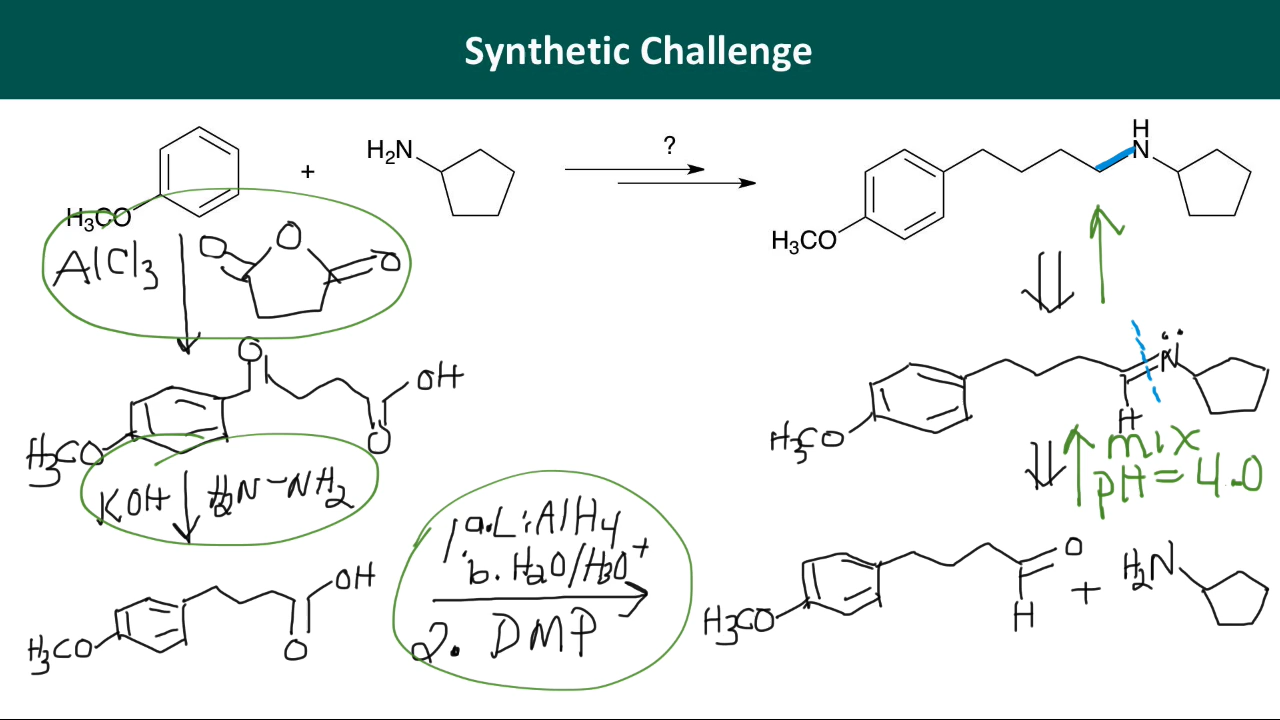 Synthetic Challenge
H₃CO
+
H₂N
?
H
N
H₃CO
AlCl₃
O
O
O
O
OH
O
H₃CO
KOH
H₂N-NH₂
OH
O
H₃CO
1. a. LiAlH4
b. H2O/H3O+
2. DMP
N
H
H₃CO
mix
pH = 4.0
O
H
H₃CO
+
H₂N